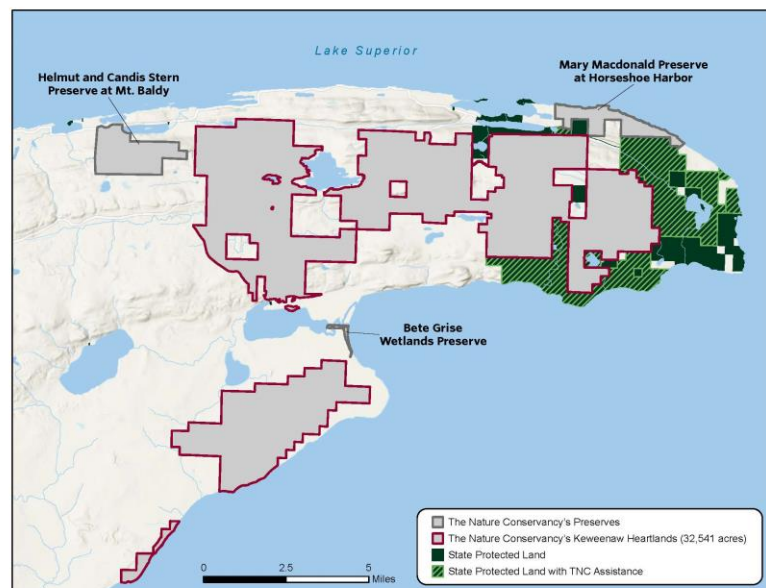 Lake Superior
Helmut and Candis Stern
Preserve at Mt. Baldy
Mary Macdonald Preserve
at Horseshoe Harbor
Bete Grise
Wetlands Preserve
The Nature Conservancy's Preserves
The Nature Conservancy's Keweenaw Heartlands (32,541 acres)
State Protected Land
State Protected Land with TNC Assistance
0 2.5 5
Miles